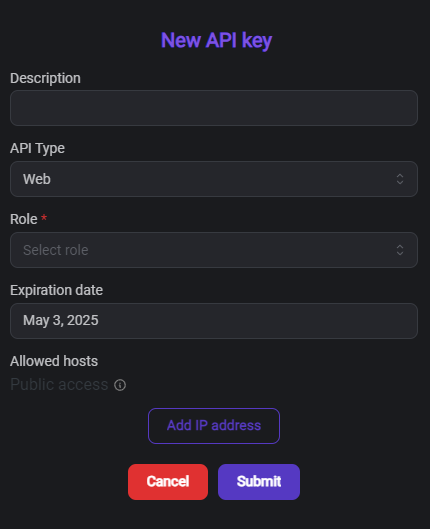 New API key
Description
API Type
Web
Role *
Select role
Expiration date
May 3, 2025
Allowed hosts
Public access
Add IP address
Cancel
Submit